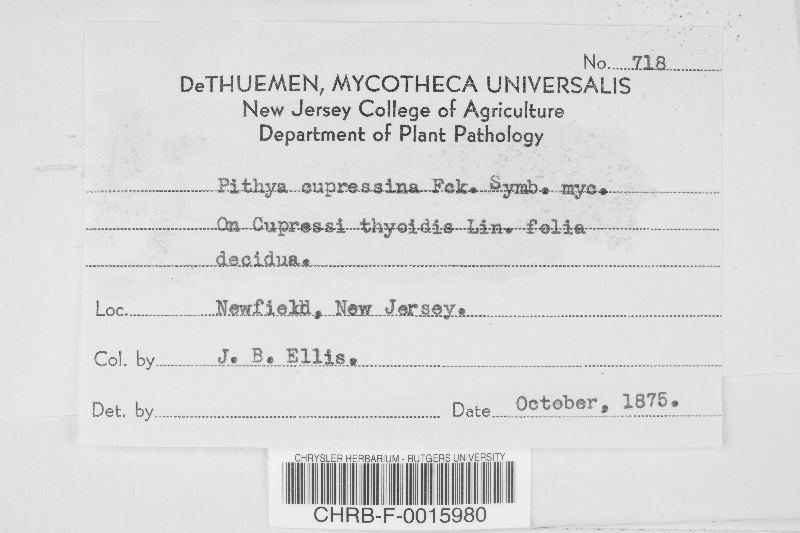 No. 718
DeTHUEMEN, MYCOTHECA UNIVERSALIS
New Jersey College of Agriculture
Department of Plant Pathology
Pithya cupressina Fck. Symb. myc.
On Cupressi thyoidis Lin. folia
decidua.
Loc. Newfield, New Jersey.
Col. by J. B. Ellis.
Det. by Date October, 1875.
CHRYSLER HERBARIUM - RUTGERS UNIVERSITY
CHRB-F-0015980